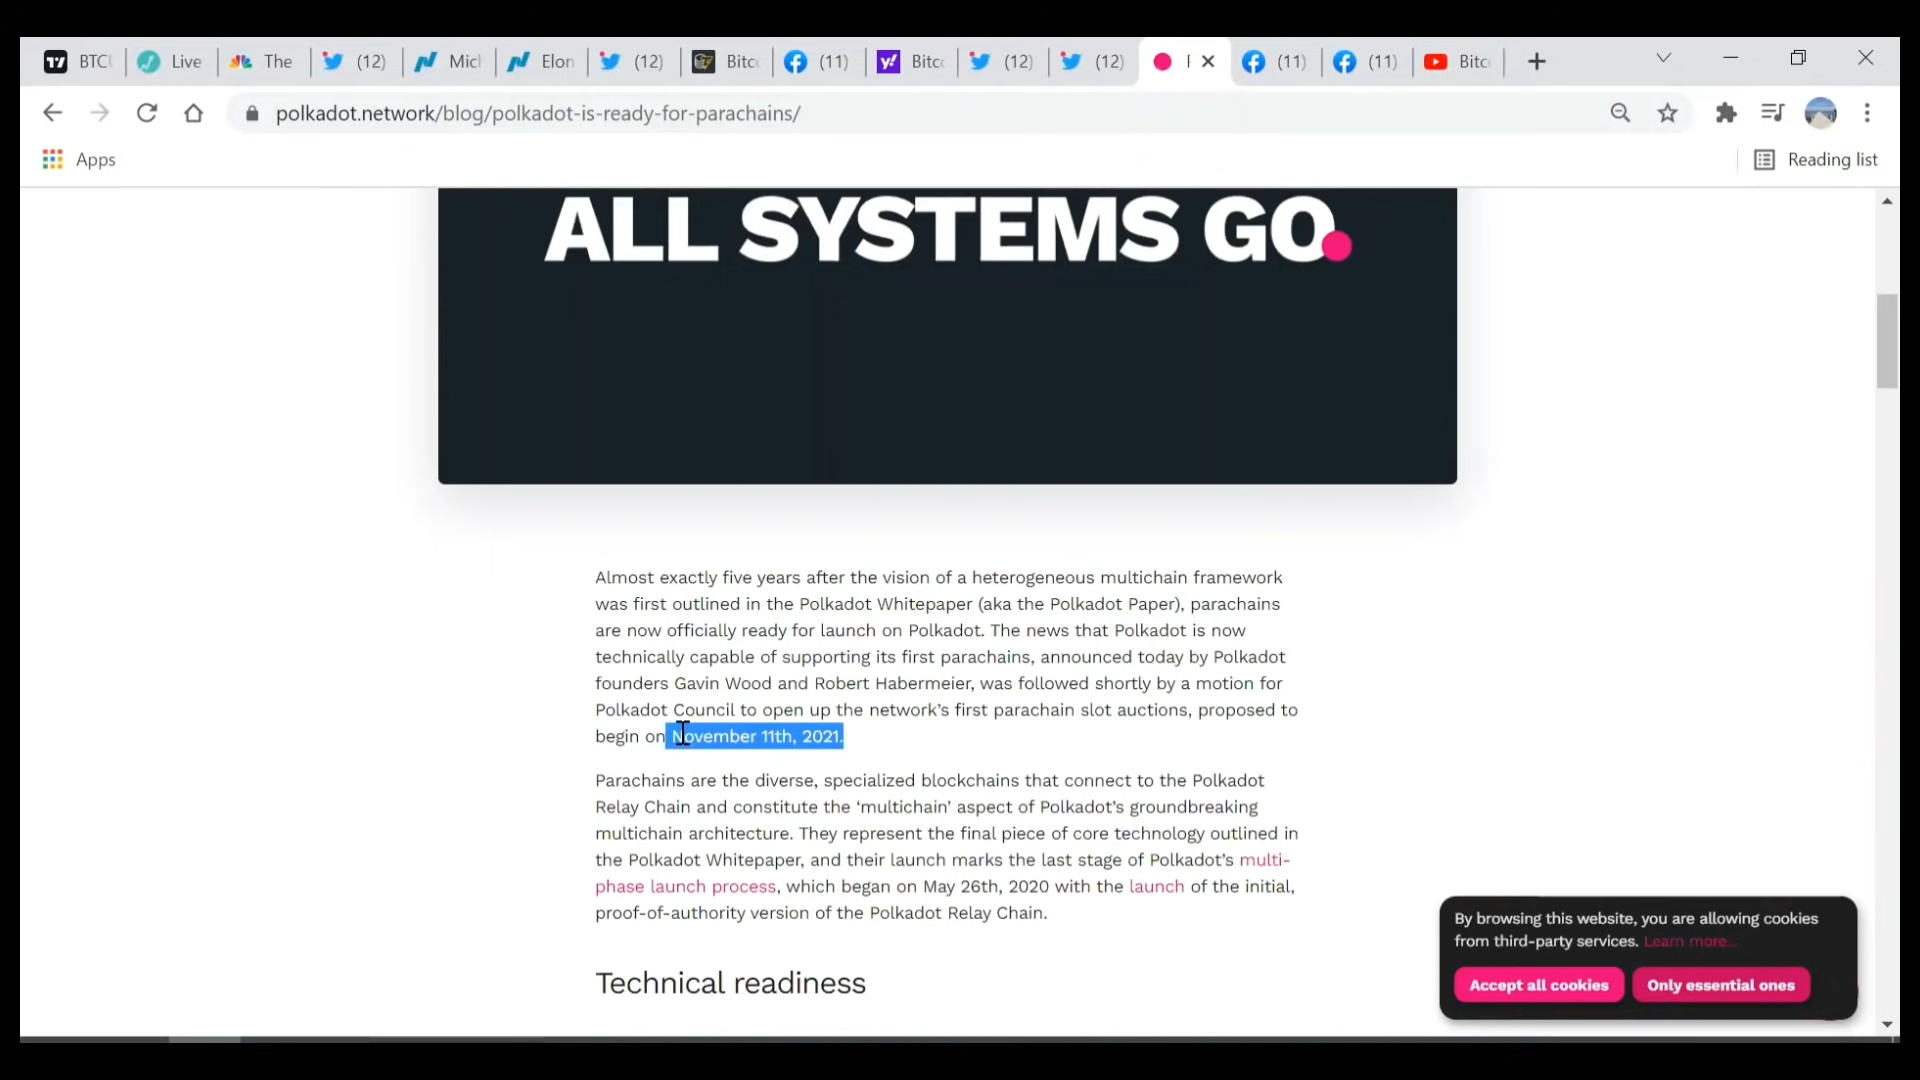 BTCU
Live
The
(12)
Mich
Elon
(12)
Bitc
(11)
Bitc
(12)
(12)
(11)
(11)
Bitc
polkadot.network/blog/polkadot-is-ready-for-parachains/
Apps
Reading list
ALL SYSTEMS GO.
Almost exactly five years after the vision of a heterogeneous multichain framework
was first outlined in the Polkadot Whitepaper (aka the Polkadot Paper), parachains
are now officially ready for launch on Polkadot. The news that Polkadot is now
technically capable of supporting its first parachains, announced today by Polkadot
founders Gavin Wood and Robert Habermeier, was followed shortly by a motion for
Polkadot Council to open up the network’s first parachain slot auctions, proposed to
begin on November 11th, 2021.
Parachains are the diverse, specialized blockchains that connect to the Polkadot
Relay Chain and constitute the ‘multichain’ aspect of Polkadot’s groundbreaking
multichain architecture. They represent the final piece of core technology outlined in
the Polkadot Whitepaper, and their launch marks the last stage of Polkadot’s multi-
phase launch process, which began on May 26th, 2020 with the launch of the initial,
proof-of-authority version of the Polkadot Relay Chain.
Technical readiness
By browsing this website, you are allowing cookies
from third-party services. Learn more...
Accept all cookies
Only essential ones